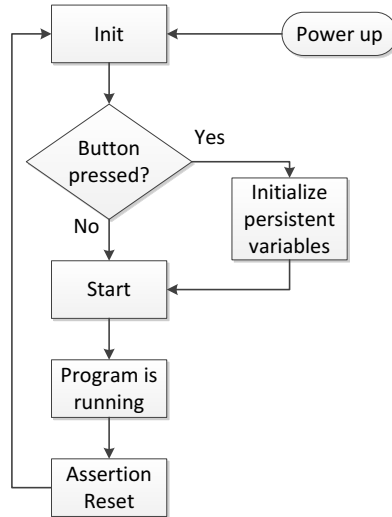 Init
Power up
Button
pressed?
Yes
No
Initialize
persistent
variables
Start
Program is
running
Assertion
Reset